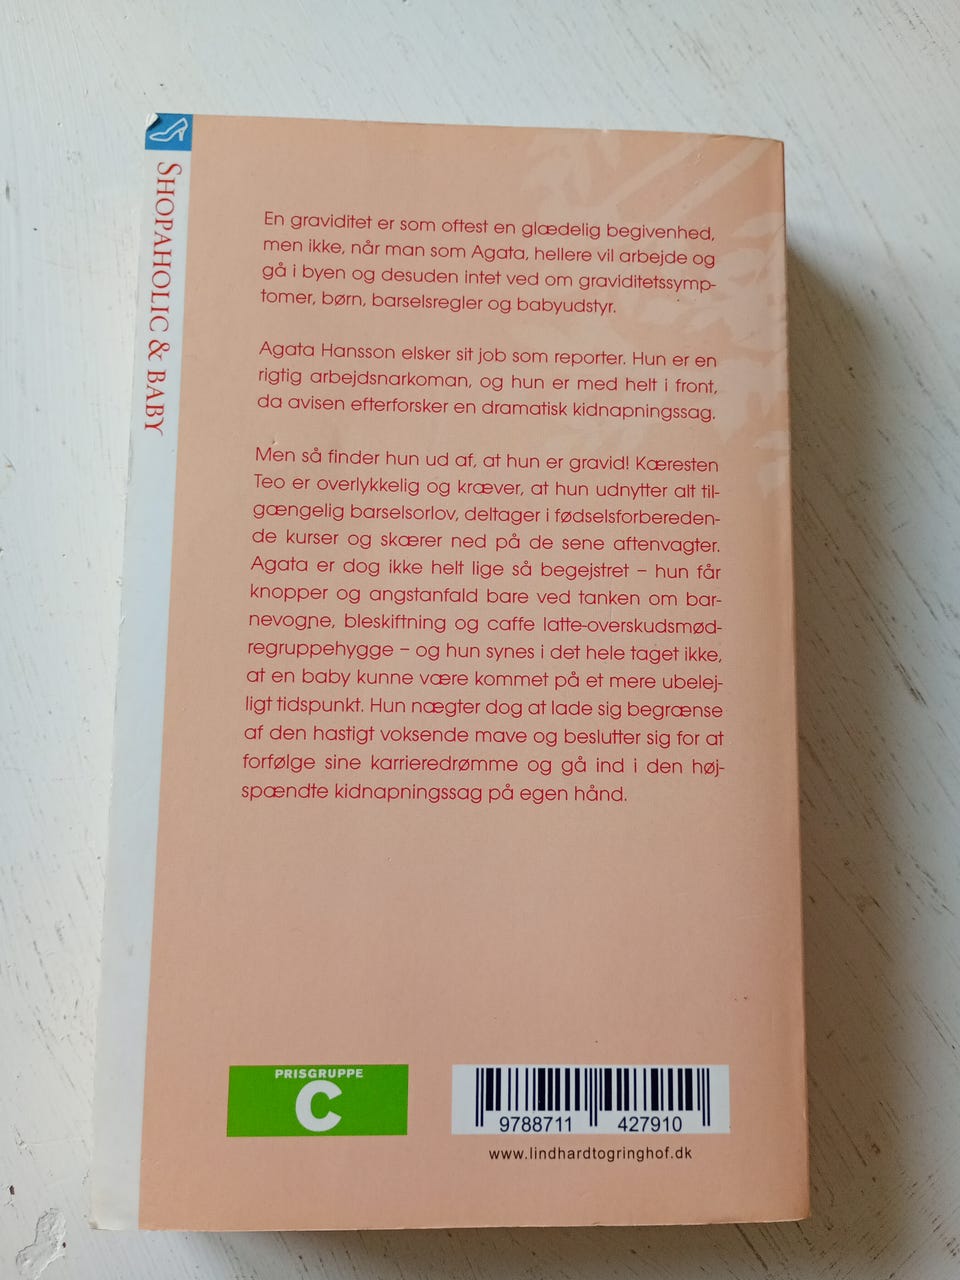 SHOPAHOLIC & BABY
En graviditet er som oftest en glædelig begivenhed,
men ikke, når man som Agata, hellere vil arbejde og
gå i byen og desuden intet ved om graviditetssymp-
tomer, børn, barselsregler og babyudstyr.
Agata Hansson elsker sit job som reporter. Hun er en
rigtig arbejdsnarkoman, og hun er med helt i front,
da avisen efterforsker en dramatisk kidnapningssag.
Men så finder hun ud af, at hun er gravid! Kæresten
Teo er overlykkelig og kræver, at hun udnytter alt til-
gængelig barselsorlov, deltager i fødselsforbereden-
de kurser og skærer ned på de sene aftenvagter.
Agata er dog ikke helt lige så begejstret – hun får
knopper og angstanfald bare ved tanken om bar-
nevogne, bleskiftning og caffe latte-overskudsmød-
regruppehygge – og hun synes i det hele taget ikke,
at en baby kunne være kommet på et mere ubelej-
ligt tidspunkt. Hun nægter dog at lade sig begrænse
af den hastigt voksende mave og beslutter sig for at
forfølge sine karrieredrømme og gå ind i den høj-
spændte kidnapningssag på egen hånd.
PRISGRUPPE
C
9788711 427910
www.lindhardtogringhof.dk